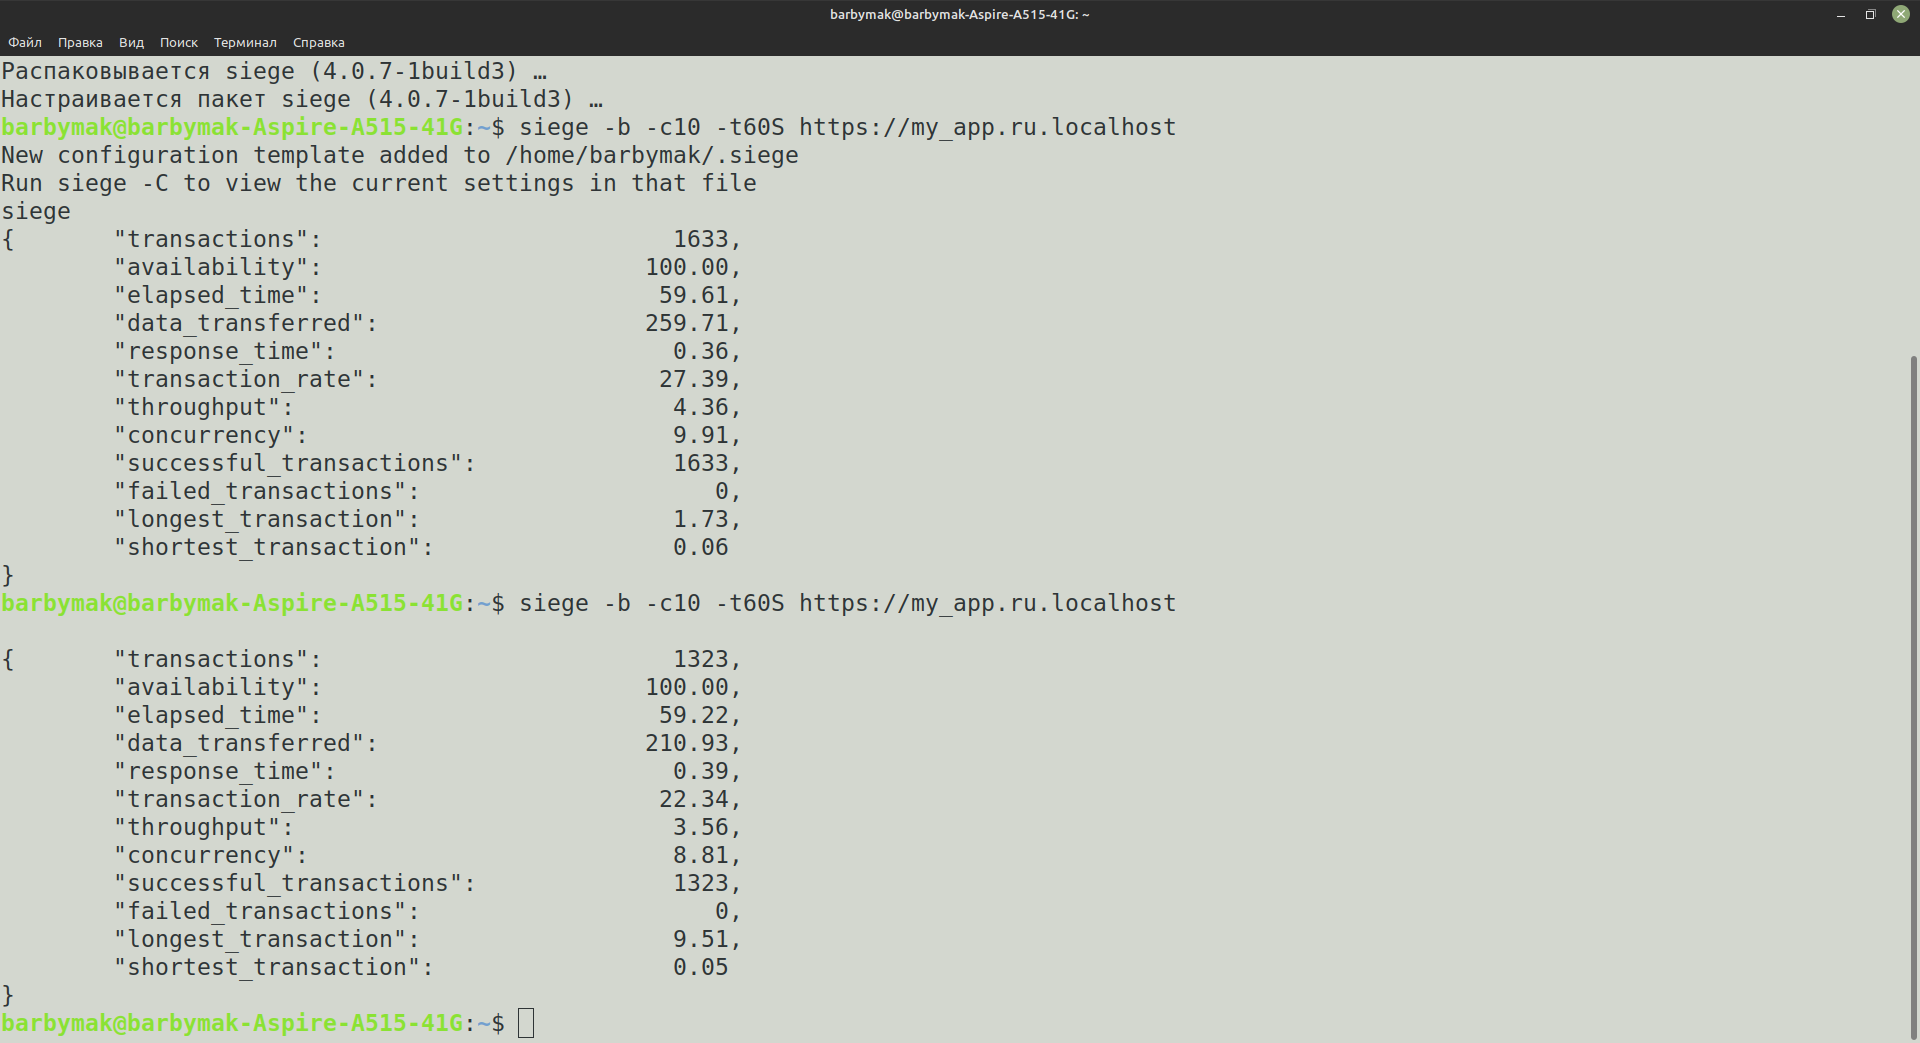 barbymak@barbymak-Aspire-A515-41G: ~
Файл Правка Вид Поиск Терминал Справка
Распаковывается siege (4.0.7-1build3) …
Настраивается пакет siege (4.0.7-1build3) …
barbymak@barbymak-Aspire-A515-41G:~$ siege -b -c10 -t60S https://my_app.ru.localhost
New configuration template added to /home/barbymak/.siege
Run siege -C to view the current settings in that file
siege
{       "transactions":                         1633,
        "availability":                       100.00,
        "elapsed_time":                        59.61,
        "data_transferred":                   259.71,
        "response_time":                        0.36,
        "transaction_rate":                    27.39,
        "throughput":                           4.36,
        "concurrency":                          9.91,
        "successful_transactions":              1633,
        "failed_transactions":                     0,
        "longest_transaction":                  1.73,
        "shortest_transaction":                 0.06
}
barbymak@barbymak-Aspire-A515-41G:~$ siege -b -c10 -t60S https://my_app.ru.localhost
{       "transactions":                         1323,
        "availability":                       100.00,
        "elapsed_time":                        59.22,
        "data_transferred":                   210.93,
        "response_time":                        0.39,
        "transaction_rate":                    22.34,
        "throughput":                           3.56,
        "concurrency":                          8.81,
        "successful_transactions":              1323,
        "failed_transactions":                     0,
        "longest_transaction":                  9.51,
        "shortest_transaction":                 0.05
}
barbymak@barbymak-Aspire-A515-41G:~$